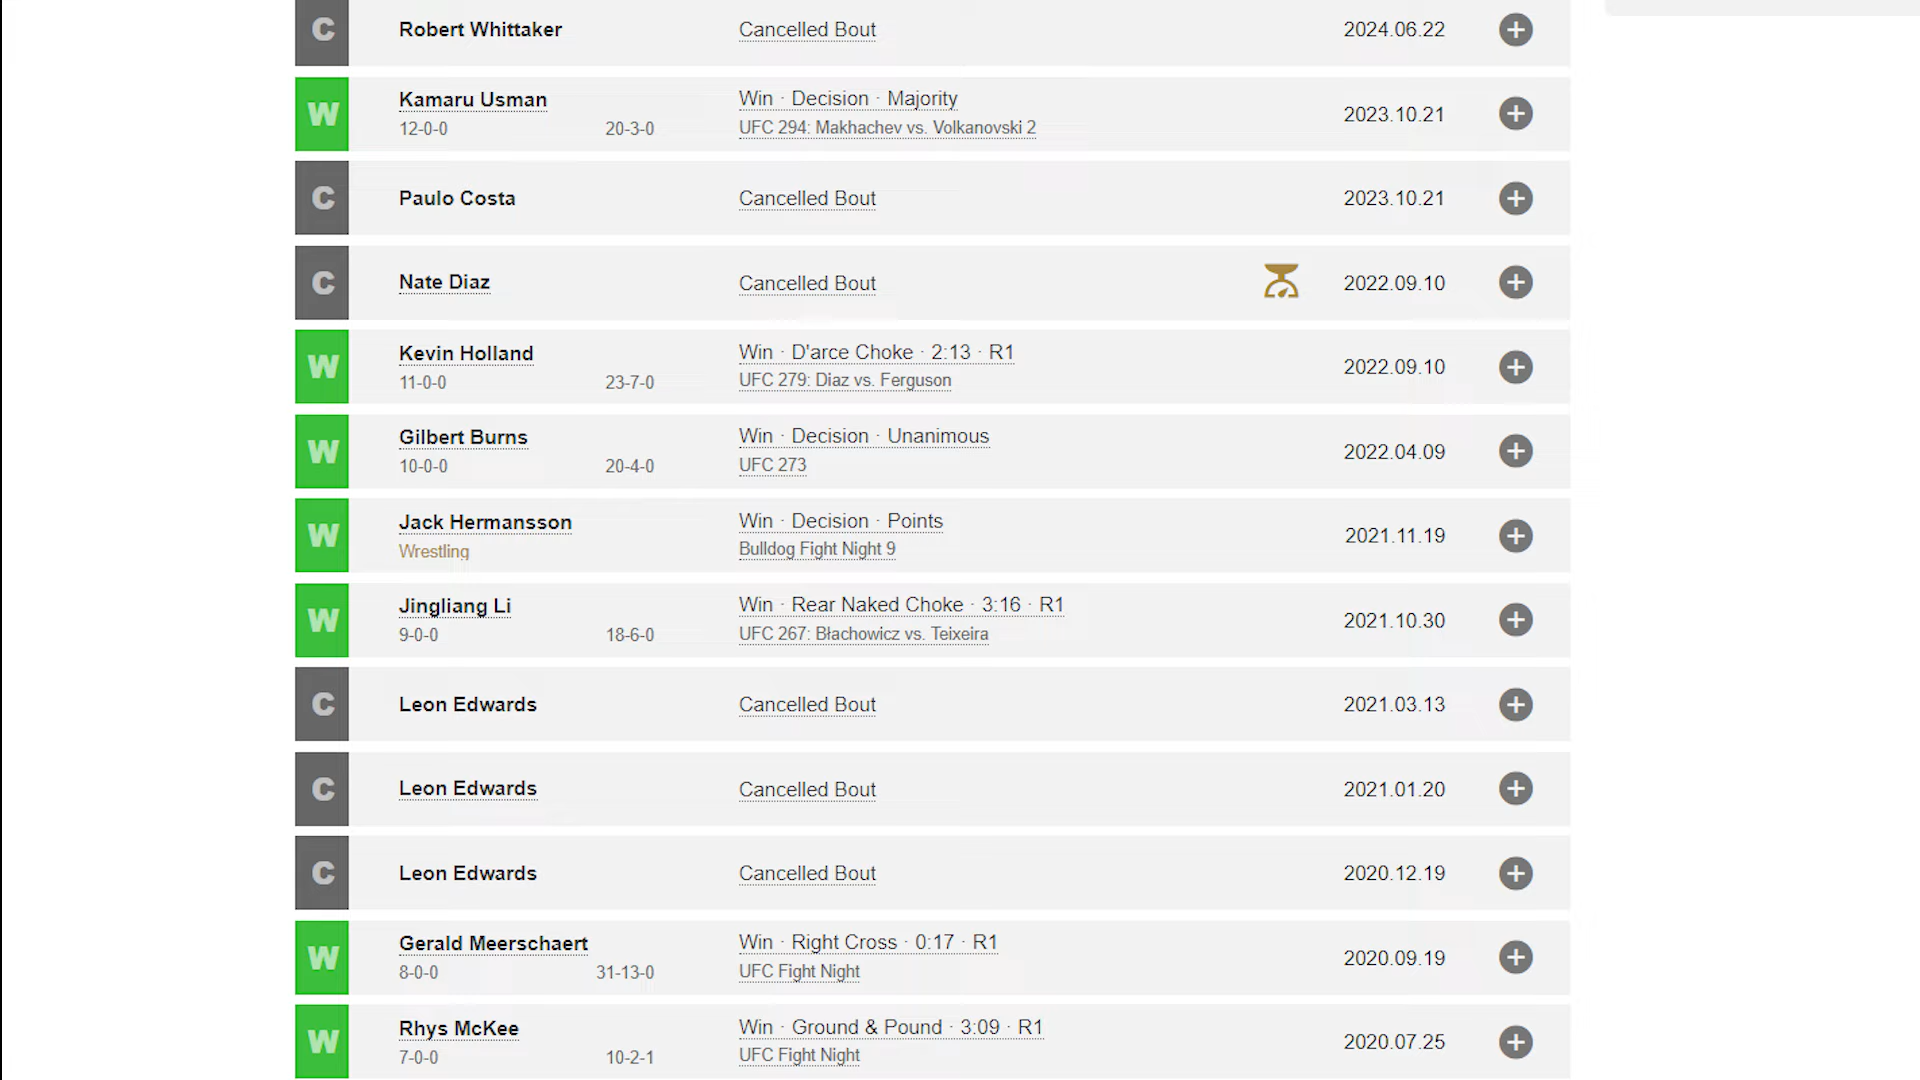 C Robert Whittaker Cancelled Bout 2024.06.22
W Kamaru Usman Win · Decision · Majority 2023.10.21
12-0-0 20-3-0 UFC 294: Makhachev vs. Volkanovski 2
C Paulo Costa Cancelled Bout 2023.10.21
C Nate Diaz Cancelled Bout 2022.09.10
W Kevin Holland Win · D'arce Choke · 2:13 · R1 2022.09.10
11-0-0 23-7-0 UFC 279: Diaz vs. Ferguson
W Gilbert Burns Win · Decision · Unanimous 2022.04.09
10-0-0 20-4-0 UFC 273
W Jack Hermansson Win · Decision · Points 2021.11.19
Wrestling Bulldog Fight Night 9
W Jingliang Li Win · Rear Naked Choke · 3:16 · R1 2021.10.30
9-0-0 18-6-0 UFC 267: Błachowicz vs. Teixeira
C Leon Edwards Cancelled Bout 2021.03.13
C Leon Edwards Cancelled Bout 2021.01.20
C Leon Edwards Cancelled Bout 2020.12.19
W Gerald Meerschaert Win · Right Cross · 0:17 · R1 2020.09.19
8-0-0 31-13-0 UFC Fight Night
W Rhys McKee Win · Ground & Pound · 3:09 · R1 2020.07.25
7-0-0 10-2-1 UFC Fight Night